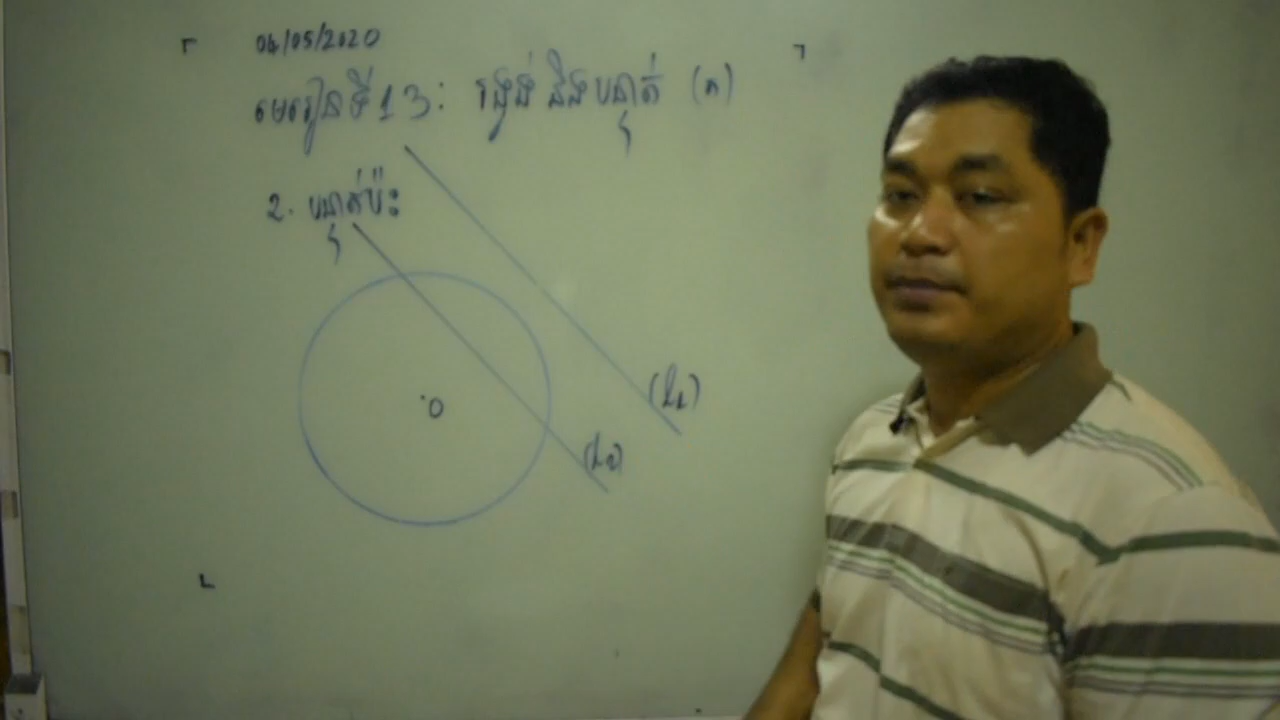 04/05/2020
មេរៀនទី13: រង្វង់ និងបន្ទាត់ (ត)
2. បន្ទាត់ប៉ះ
(L1)
O
(L2)